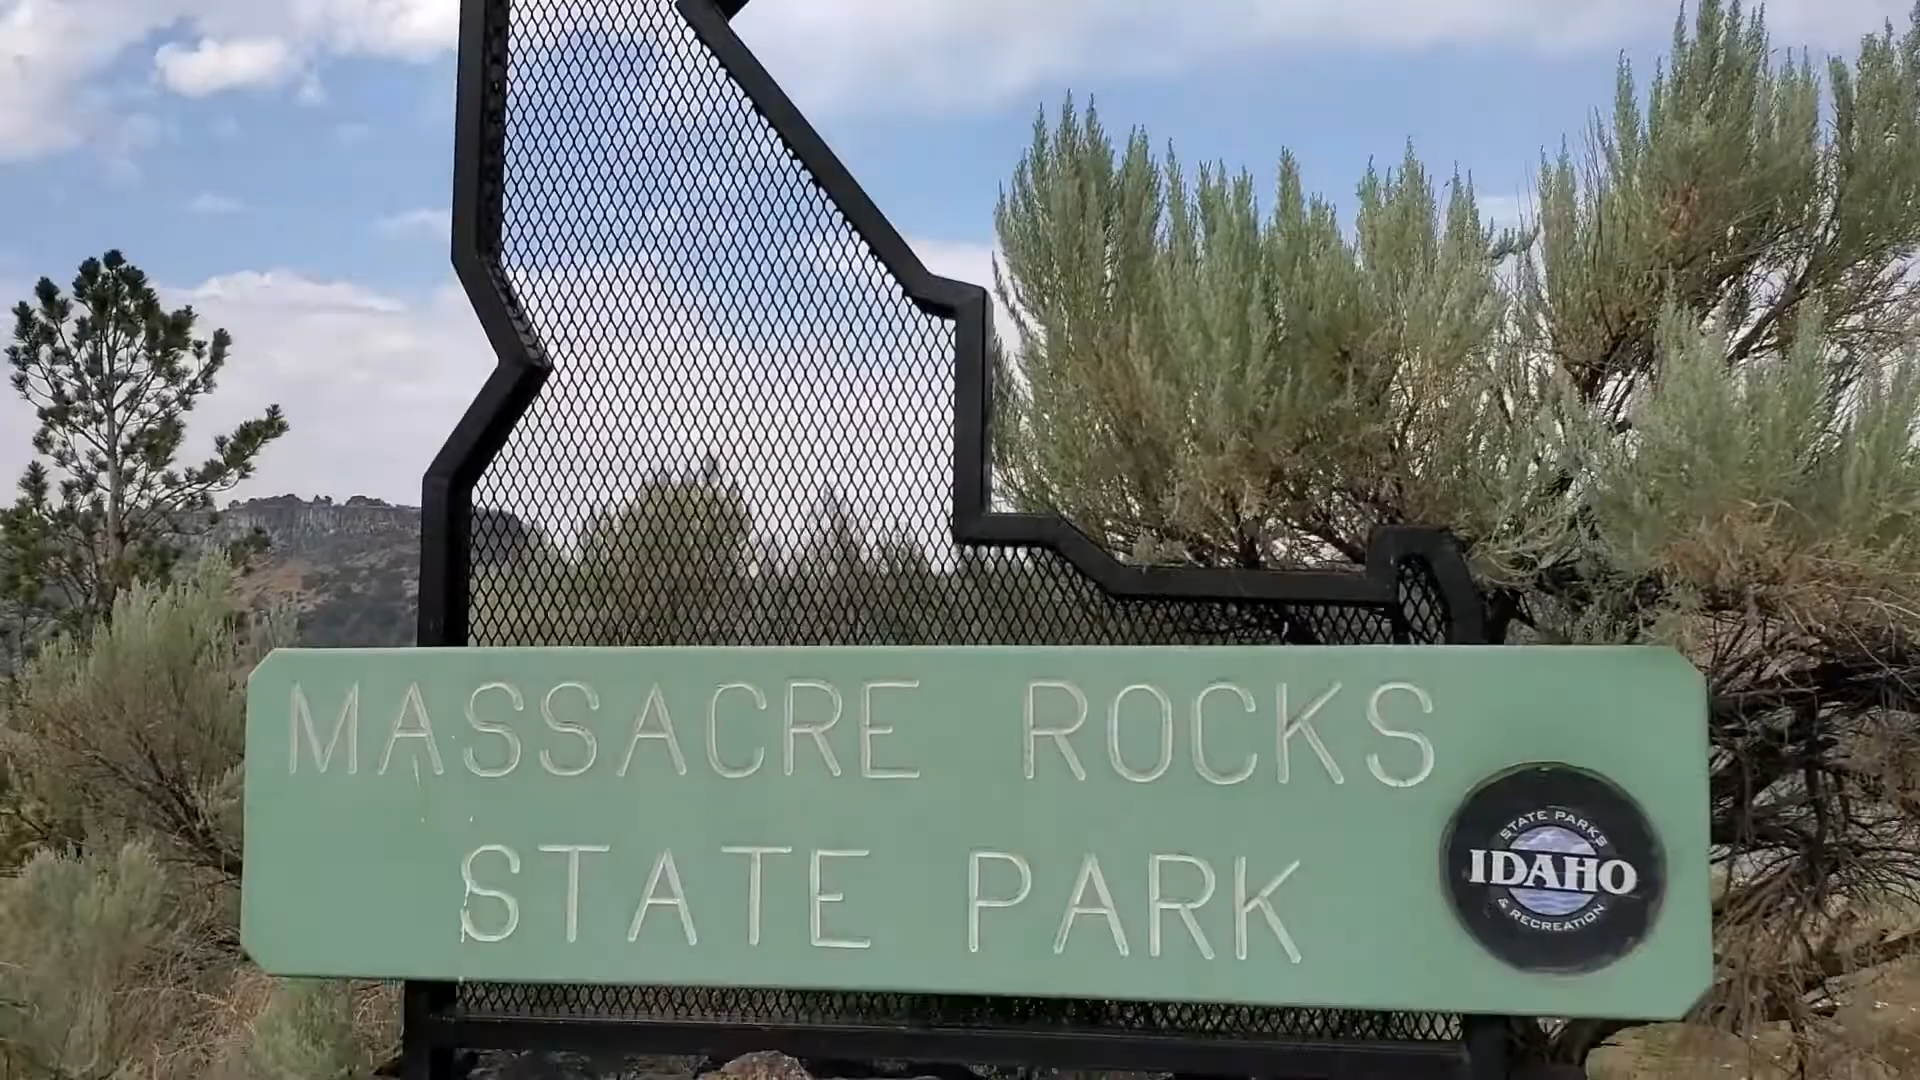 MASSACRE ROCKS
STATE PARK
STATE PARKS
IDAHO
& RECREATION